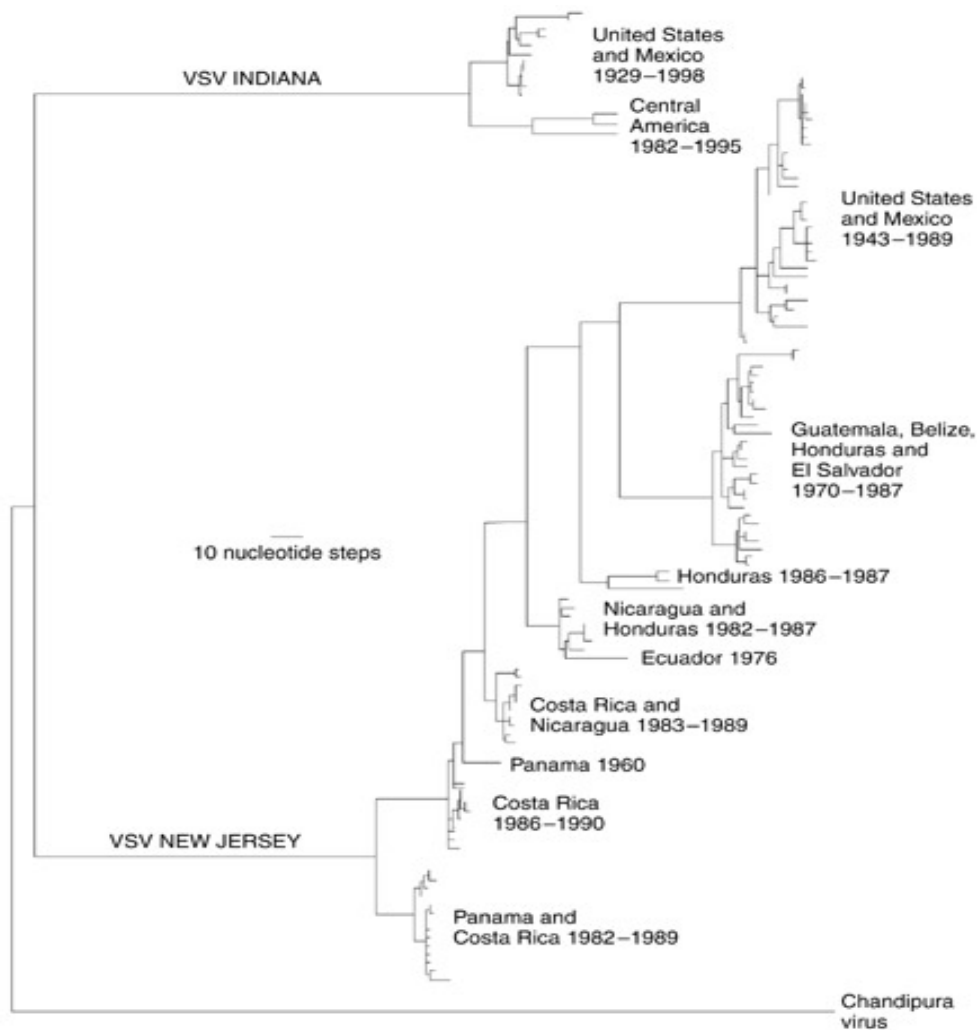 United States
and Mexico
1929–1998
VSV INDIANA
Central
America
1982–1995
United States
and Mexico
1943–1989
Guatemala, Belize,
Honduras and
El Salvador
1970–1987
10 nucleotide steps
Honduras 1986–1987
Nicaragua and
Honduras 1982–1987
Ecuador 1976
Costa Rica and
Nicaragua 1983–1989
Panama 1960
Costa Rica
1986–1990
VSV NEW JERSEY
Panama and
Costa Rica 1982–1989
Chandipura
virus